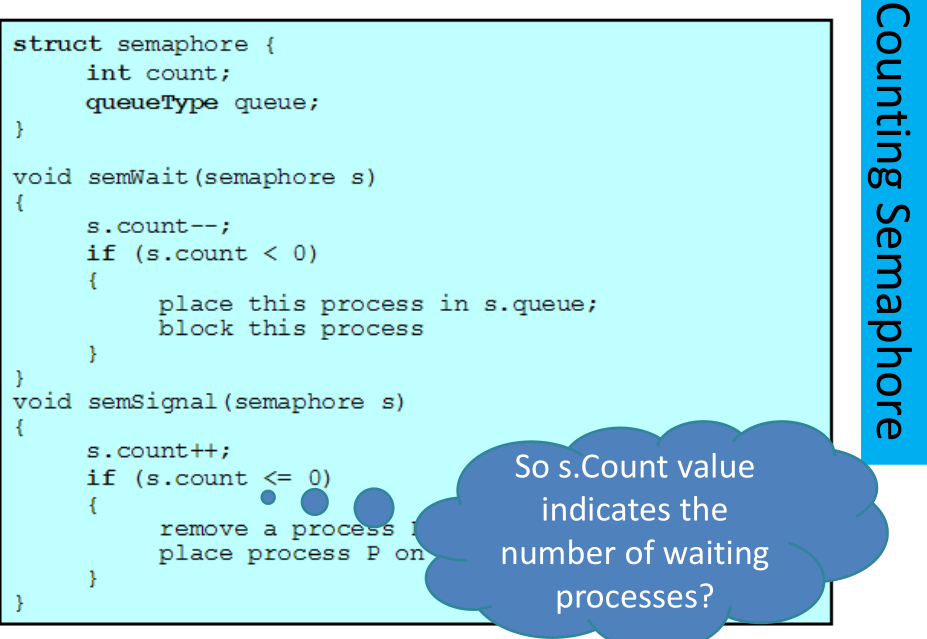 struct semaphore {
int count;
queueType queue;
}
void semWait(semaphore s)
{
s.count--;
if (s.count < 0)
{
place this process in s.queue;
block this process
}
}
void semSignal(semaphore s)
{
s.count++;
if (s.count <= 0)
{
remove a process
place process P on
}
}
So s.Count value
indicates the
number of waiting
processes?
Counting Semaphore